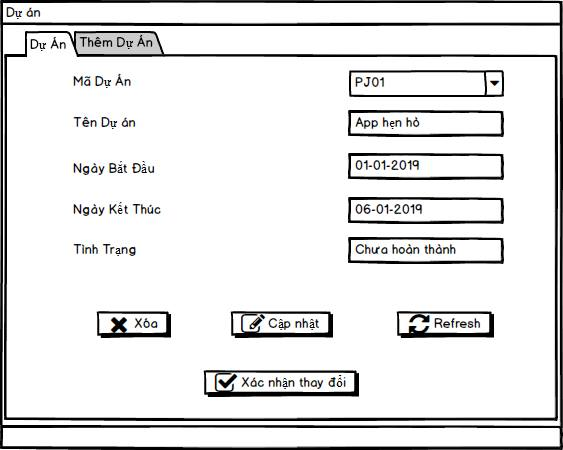 Dự án
Dự Án Thêm Dự Án
Mã Dự Án PJ01
Tên Dự án App hẹn hò
Ngày Bắt Đầu 01-01-2019
Ngày Kết Thúc 06-01-2019
Tình Trạng Chưa hoàn thành
Xóa Cập nhật Refresh
Xác nhận thay đổi